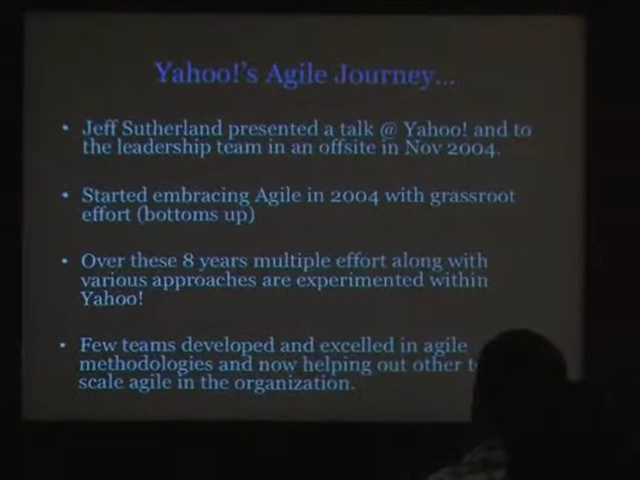 Yahoo!'s Agile Journey...
• Jeff Sutherland presented a talk @ Yahoo! and to
the leadership team in an offsite in Nov 2004.
• Started embracing Agile in 2004 with grassroot
effort (bottoms up)
• Over these 8 years multiple effort along with
various approaches are experimented within
Yahoo!
• Few teams developed and excelled in agile
methodologies and now helping out other
scale agile in the organization.